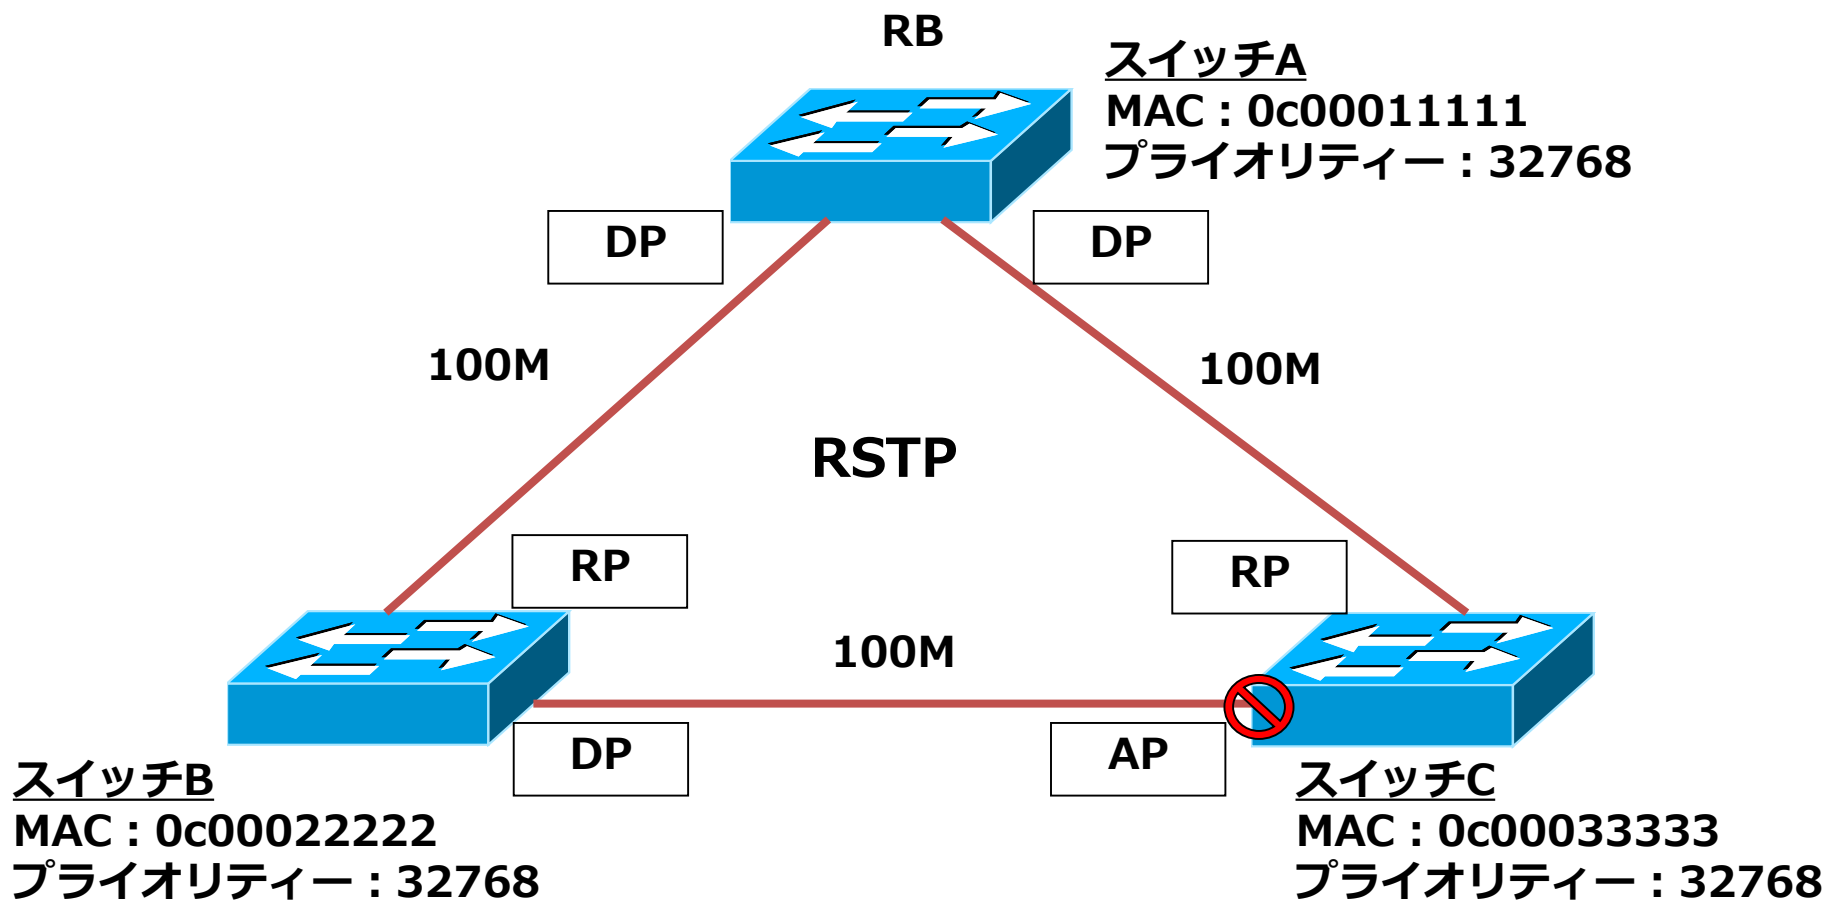 RB
スイッチA
MAC：0c00011111
プライオリティー：32768
DP
DP
100M
100M
RSTP
RP
RP
100M
DP
AP
スイッチB
MAC：0c00022222
プライオリティー：32768
スイッチC
MAC：0c00033333
プライオリティー：32768